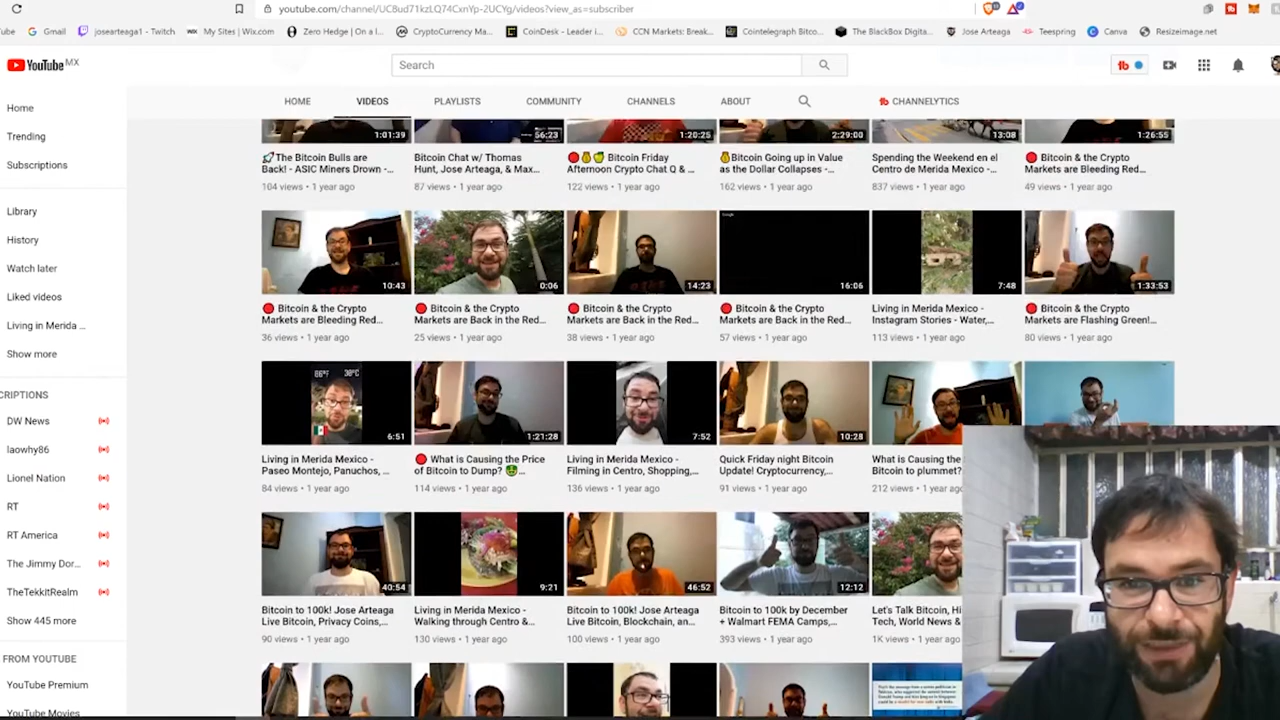 youtube.com/channel/UC8ud71kzLQ74CxnYp-2UCYg/videos?view_as=subscriber
Tube Gmail josearteaga1 - Twitch My Sites | Wix.com Zero Hedge | On a l... CryptoCurrency Ma... CoinDesk - Leader i... CCN Markets: Break... Cointelegraph Bitco... The BlackBox Digita... Jose Arteaga Teespring Canva Resizeimage.net
YouTube MX
Search
HOME VIDEOS PLAYLISTS COMMUNITY CHANNELS ABOUT CHANNELYTICS
Home
Trending
Subscriptions
Library
History
Watch later
Liked videos
Living in Merida ...
Show more
CRIPTIONS
DW News
laowhy86
Lionel Nation
RT
RT America
The Jimmy Dor...
TheTekkitRealm
Show 445 more
FROM YOUTUBE
YouTube Premium
YouTube Movies
1:01:39 56:23 1:20:25 2:29:00 13:08 1:26:55
🚀The Bitcoin Bulls are
Back! - ASIC Miners Drown -...
104 views • 1 year ago
Bitcoin Chat w/ Thomas
Hunt, Jose Arteaga, & Max...
87 views • 1 year ago
🔴💰🍏 Bitcoin Friday
Afternoon Crypto Chat Q & ...
122 views • 1 year ago
💰Bitcoin Going up in Value
as the Dollar Collapses -...
162 views • 1 year ago
Spending the Weekend en el
Centro de Merida Mexico -...
837 views • 1 year ago
🔴 Bitcoin & the Crypto
Markets are Bleeding Red...
49 views • 1 year ago
10:43 0:06 14:23 16:06 7:48 1:33:53
🔴 Bitcoin & the Crypto
Markets are Bleeding Red...
36 views • 1 year ago
🔴 Bitcoin & the Crypto
Markets are Back in the Red...
25 views • 1 year ago
🔴 Bitcoin & the Crypto
Markets are Back in the Red...
38 views • 1 year ago
🔴 Bitcoin & the Crypto
Markets are Back in the Red...
57 views • 1 year ago
Living in Merida Mexico -
Instagram Stories - Water,...
113 views • 1 year ago
🔴 Bitcoin & the Crypto
Markets are Flashing Green!...
80 views • 1 year ago
86°F 30°C
6:51 1:21:28 7:52 10:28
Living in Merida Mexico -
Paseo Montejo, Panuchos, ...
84 views • 1 year ago
🔴 What is Causing the Price
of Bitcoin to Dump? 🤮...
114 views • 1 year ago
Living in Merida Mexico -
Filming in Centro, Shopping,...
136 views • 1 year ago
Quick Friday night Bitcoin
Update! Cryptocurrency,...
91 views • 1 year ago
What is Causing the
Bitcoin to plummet?
212 views • 1 year ago
40:54 9:21 46:52 12:12
Bitcoin to 100k! Jose Arteaga
Live Bitcoin, Privacy Coins,...
90 views • 1 year ago
Living in Merida Mexico -
Walking through Centro & ...
130 views • 1 year ago
Bitcoin to 100k! Jose Arteaga
Live Bitcoin, Blockchain, an...
100 views • 1 year ago
Bitcoin to 100k by December
+ Walmart FEMA Camps,...
393 views • 1 year ago
Let's Talk Bitcoin, Hi
Tech, World News &
1K views • 1 year ago